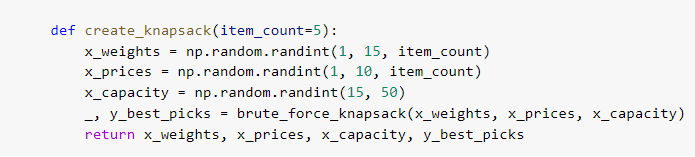 def create_knapsack(item_count=5):
x_weights = np.random.randint(1, 15, item_count)
x_prices = np.random.randint(1, 10, item_count)
x_capacity = np.random.randint(15, 50)
_, y_best_picks = brute_force_knapsack(x_weights, x_prices, x_capacity)
return x_weights, x_prices, x_capacity, y_best_picks